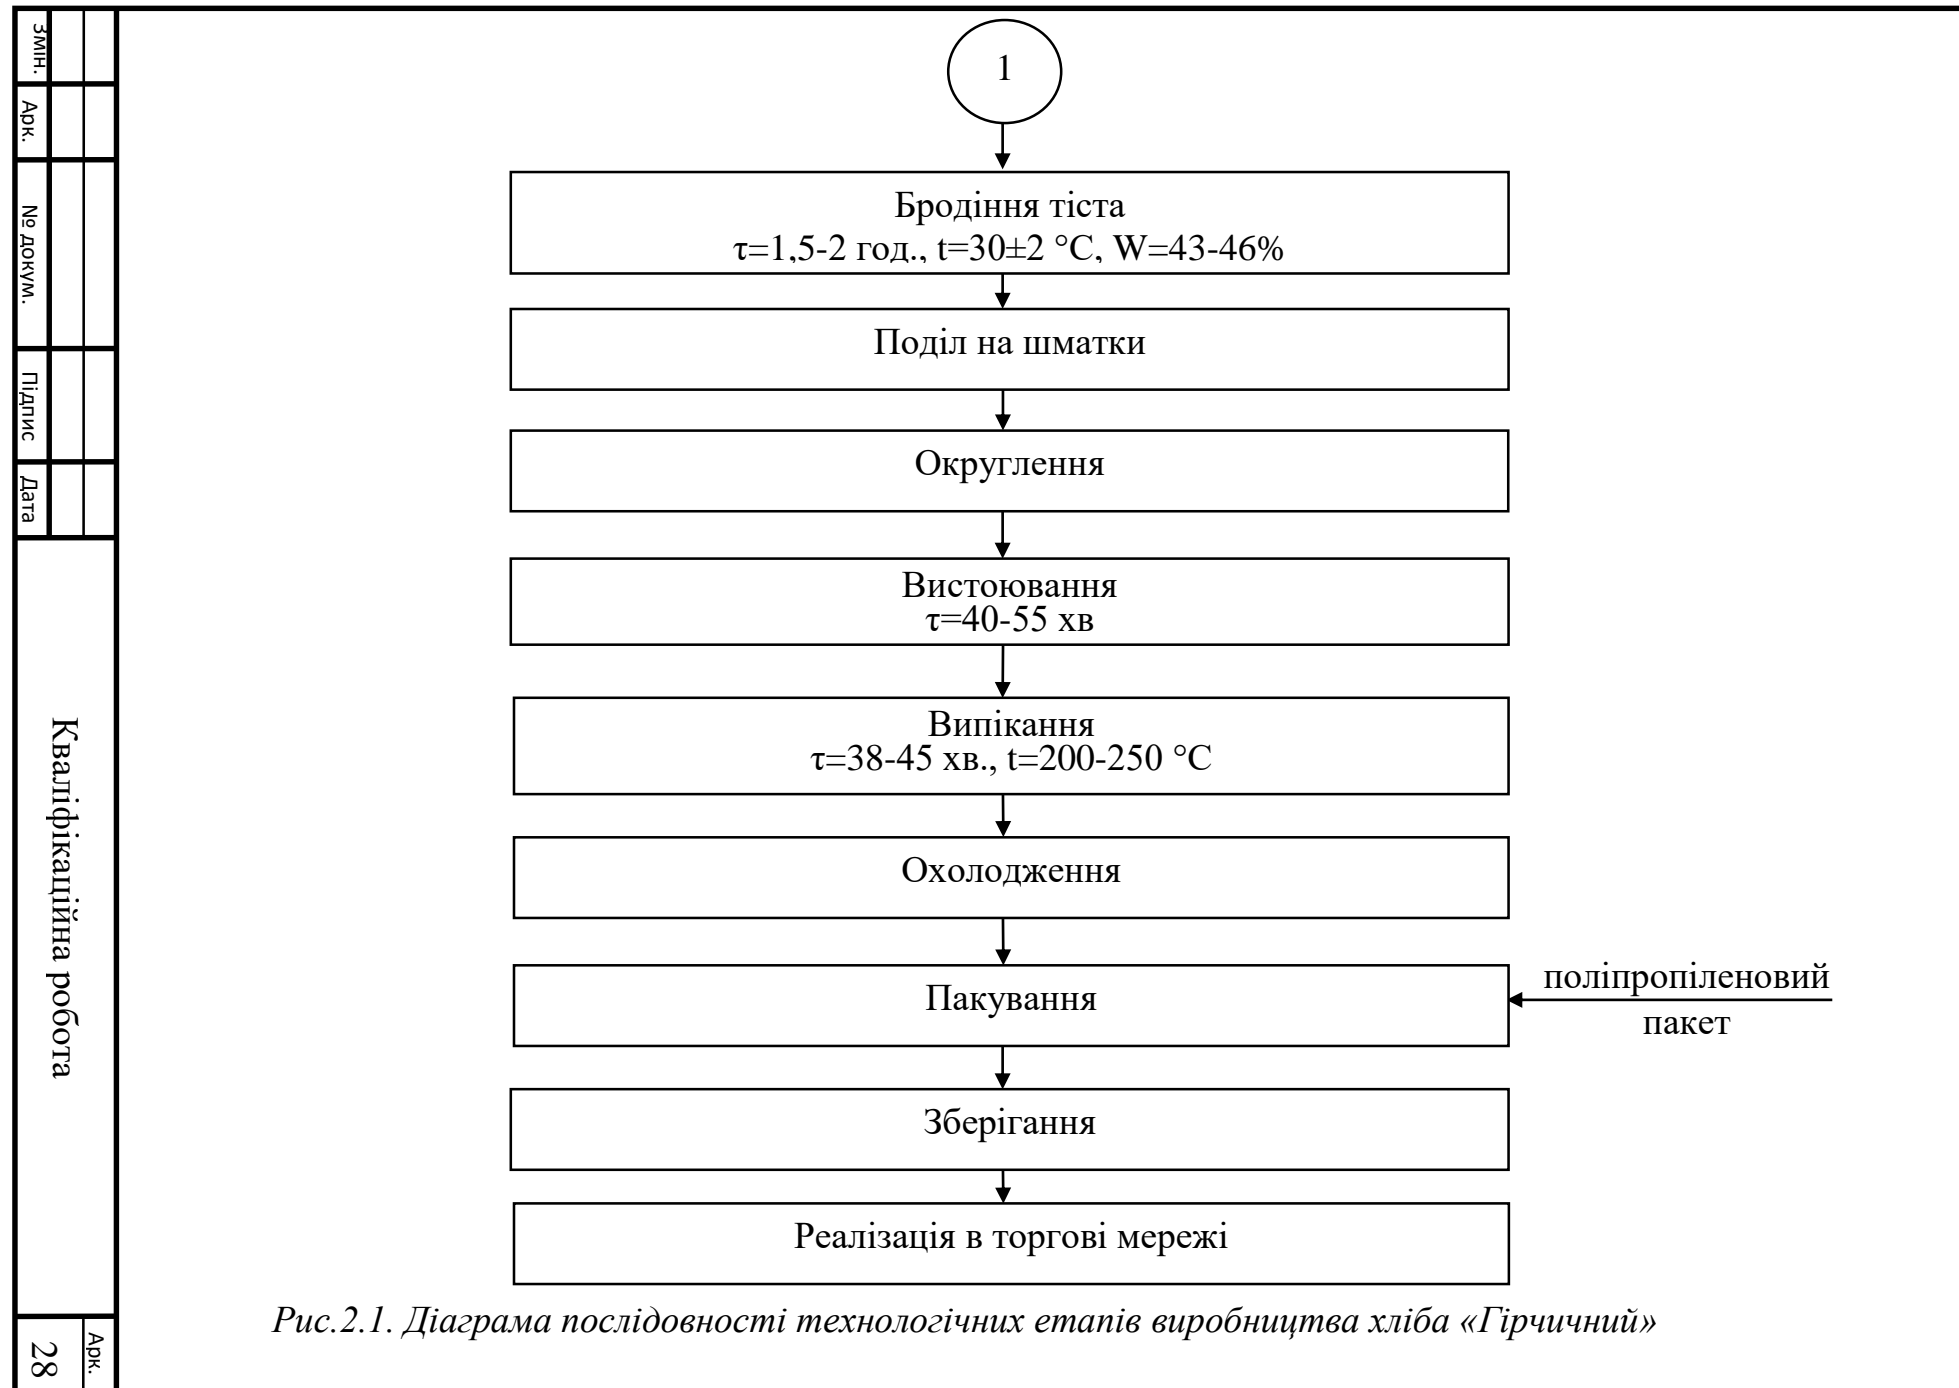 1
Бродіння тіста
τ=1,5-2 год., t=30±2 °C, W=43-46%
Поділ на шматки
Округлення
Вистоювання
τ=40-55 хв
Випікання
τ=38-45 хв., t=200-250 °C
Охолодження
Пакування
поліпропіленовий
пакет
Зберігання
Реалізація в торгові мережі
Рис.2.1. Діаграма послідовності технологічних етапів виробництва хліба «Гірчичний»
Змін.
Арк.
№ докум.
Підпис
Дата
Кваліфікаційна робота
Арк.
28